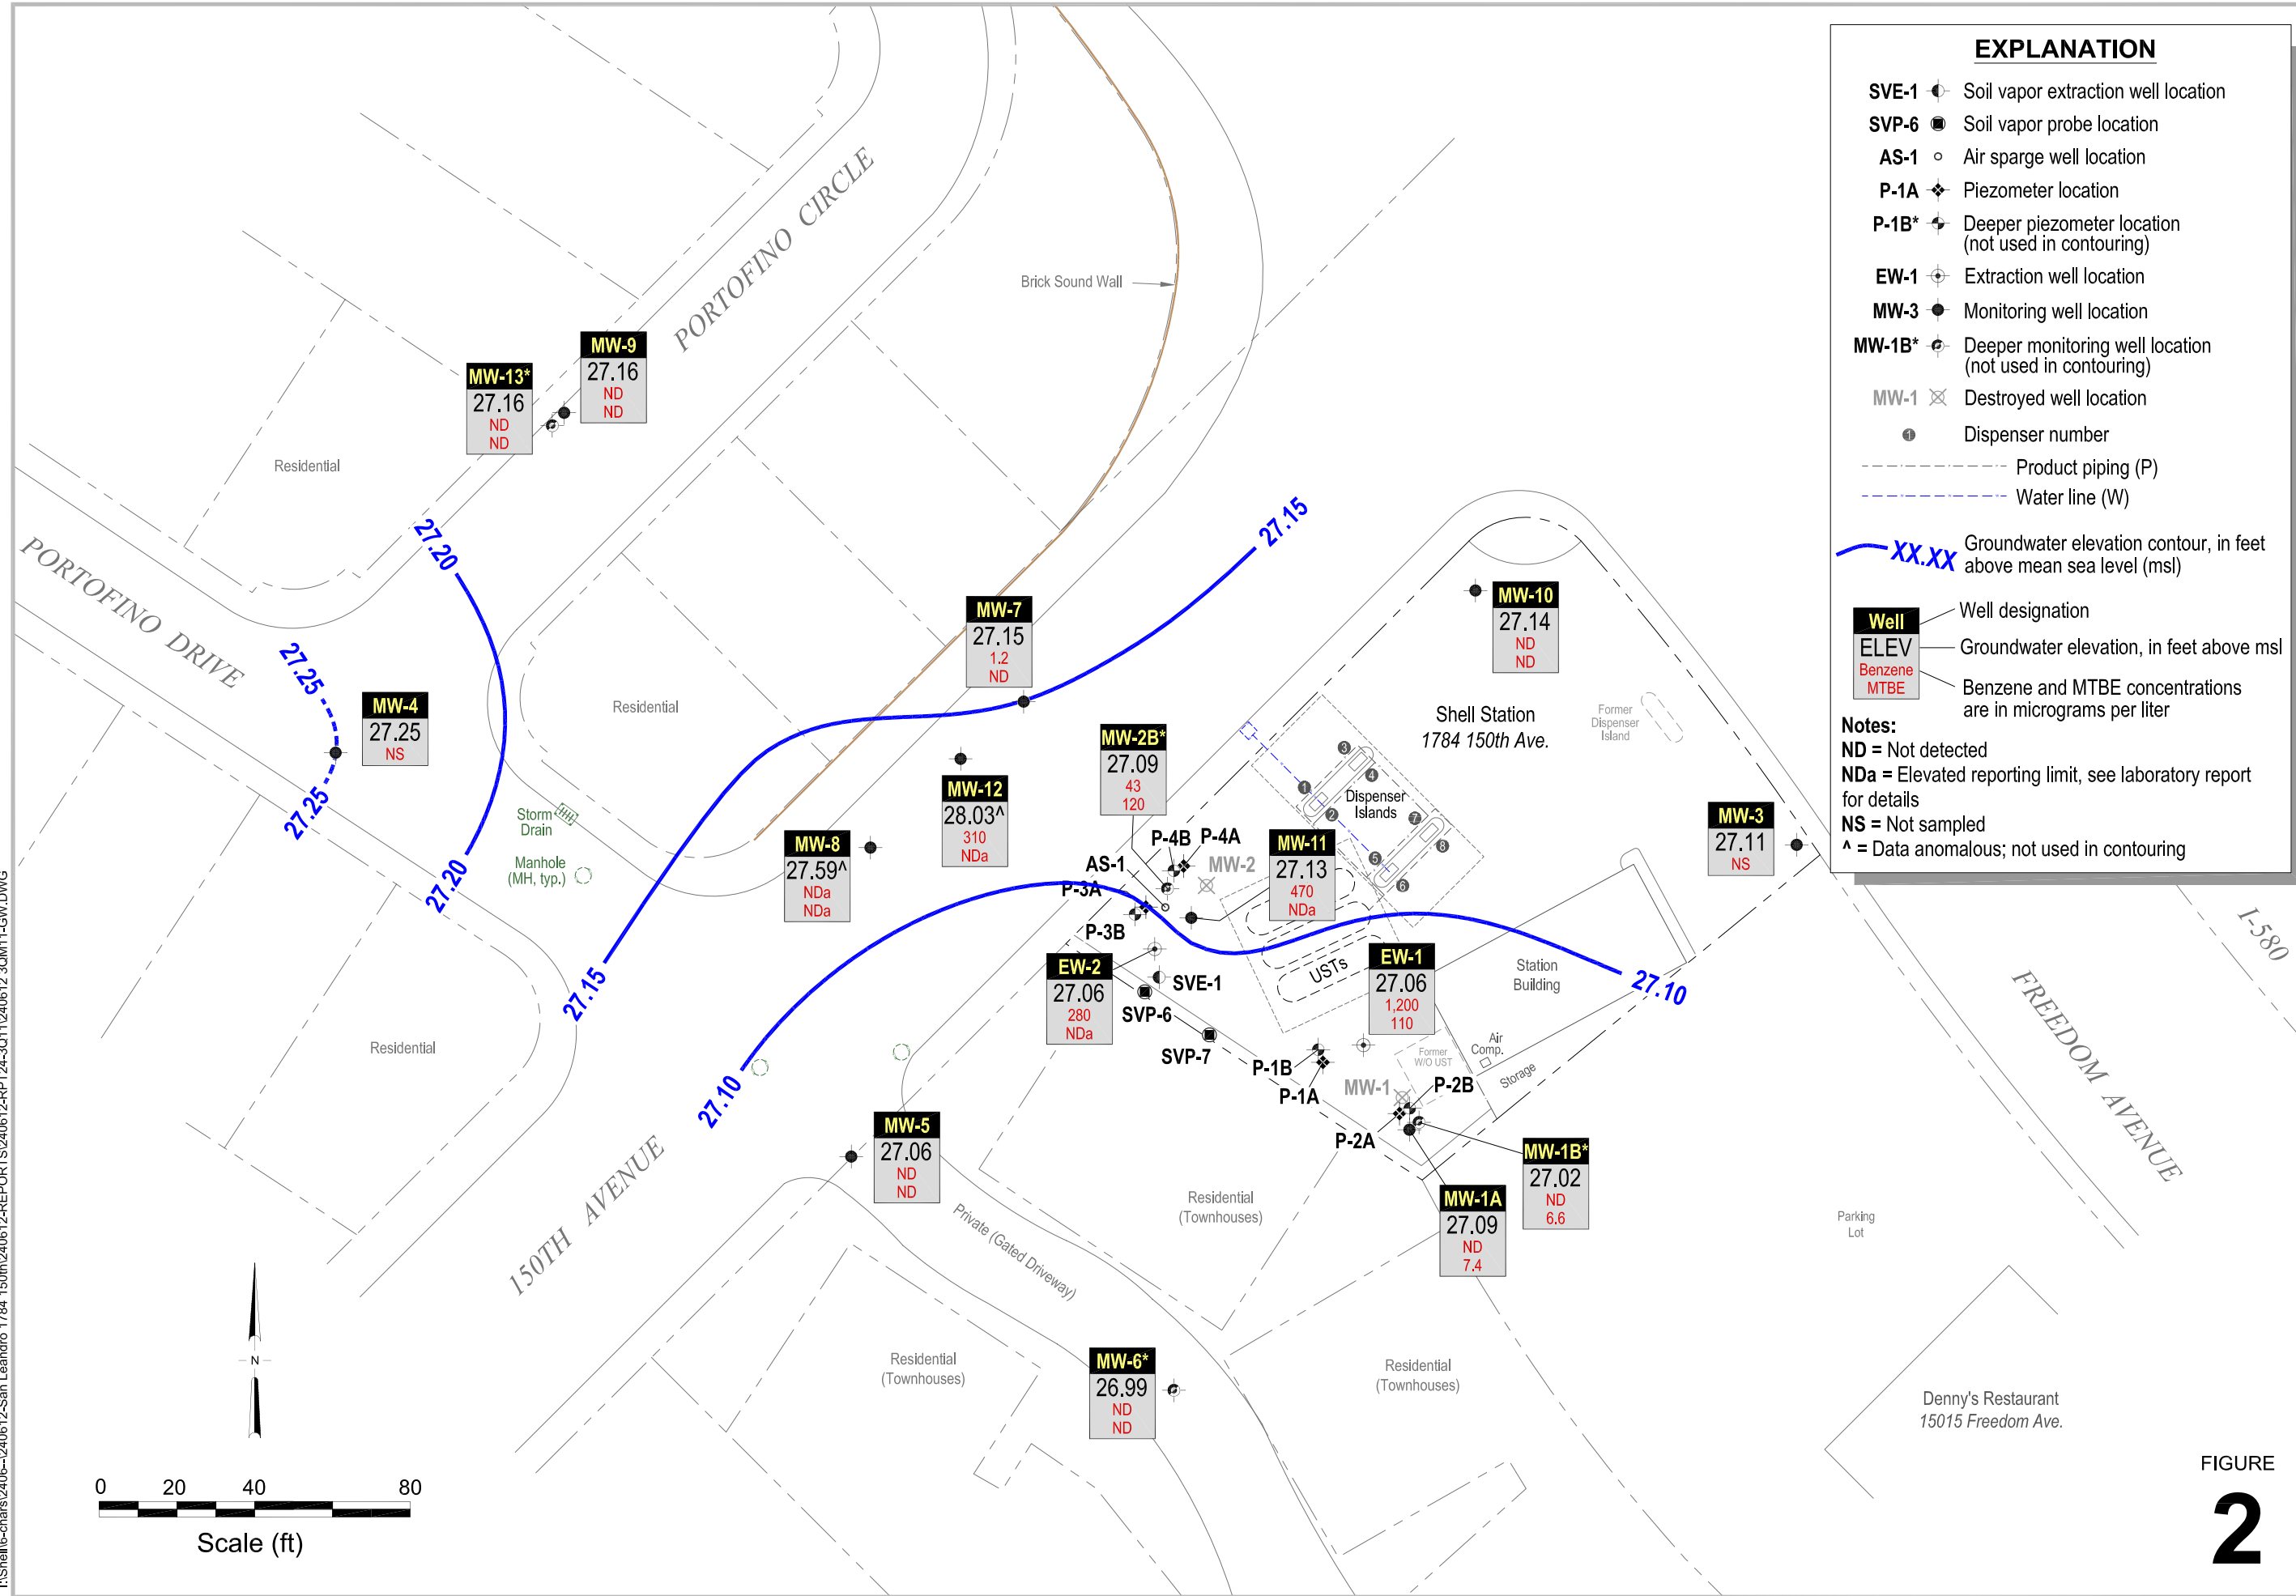 EXPLANATION
SVE-1 Soil vapor extraction well location
SVP-6 Soil vapor probe location
AS-1 Air sparge well location
P-1A Piezometer location
P-1B* Deeper piezometer location
(not used in contouring)
EW-1 Extraction well location
MW-3 Monitoring well location
MW-1B* Deeper monitoring well location
(not used in contouring)
MW-1 Destroyed well location
1 Dispenser number
Product piping (P)
Water line (W)
XX.XX Groundwater elevation contour, in feet
above mean sea level (msl)
Well
ELEV
Benzene
MTBE
Well designation
Groundwater elevation, in feet above msl
Benzene and MTBE concentrations
are in micrograms per liter
Notes:
ND = Not detected
NDa = Elevated reporting limit, see laboratory report
for details
NS = Not sampled
^ = Data anomalous; not used in contouring
PORTOFINO CIRCLE
Brick Sound Wall
MW-9
27.16
ND
ND
MW-13*
27.16
ND
ND
Residential
PORTOFINO DRIVE
27.20
27.25
MW-4
27.25
NS
27.25
27.20
Residential
Storm
Drain
Manhole
(MH, typ.)
MW-7
27.15
1.2
ND
27.15
MW-10
27.14
ND
ND
Shell Station
1784 150th Ave.
Former
Dispenser
Island
MW-12
28.03^
310
NDa
MW-8
27.59^
NDa
NDa
MW-2B*
27.09
43
120
3
4
1
2
Dispenser
Islands
7
8
5
6
MW-3
27.11
NS
P-4B
P-4A
AS-1
MW-2
P-3A
P-3B
MW-11
27.13
470
NDa
EW-2
27.06
280
NDa
SVE-1
SVP-6
SVP-7
USTs
EW-1
27.06
1,200
110
Station
Building
27.10
I-580
FREEDOM AVENUE
27.15
Residential
27.10
Air
Comp.
Former
W/O UST
Storage
P-1B
P-1A
MW-1
P-2B
P-2A
MW-1B*
27.02
ND
6.6
MW-1A
27.09
ND
7.4
MW-5
27.06
ND
ND
150TH AVENUE
Private (Gated Driveway)
Residential
(Townhouses)
Parking
Lot
MW-6*
26.99
ND
ND
Residential
(Townhouses)
Residential
(Townhouses)
Denny's Restaurant
15015 Freedom Ave.
N
0 20 40 80
Scale (ft)
FIGURE
2